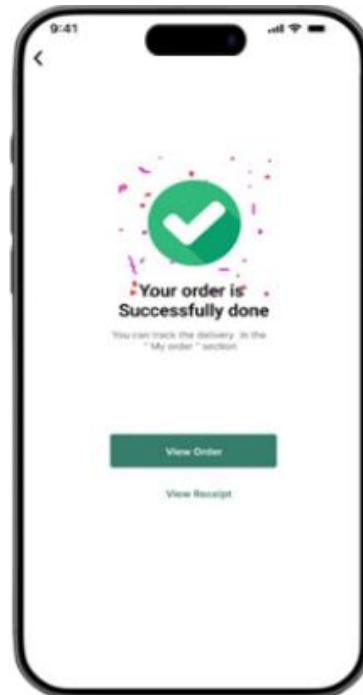 9:41
Your order is
Successfully done
You can track the delivery in the
" My order " section
View Order
View Receipt